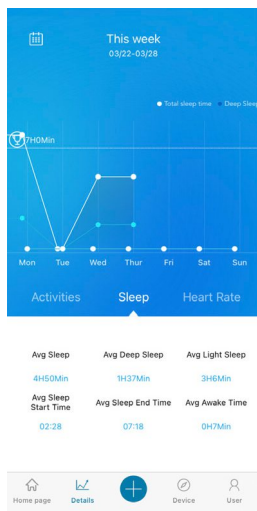 This week
03/22-03/28
Total sleep time Deep Slee
7H0Min
Mon Tue Wed Thur Fri Sat Sun
Activities Sleep Heart Rate
Avg Sleep Avg Deep Sleep Avg Light Sleep
4H50Min 1H37Min 3H6Min
Avg Sleep
Start Time Avg Sleep End Time Avg Awake Time
02:28 07:18 0H7Min
Home page Details Device User